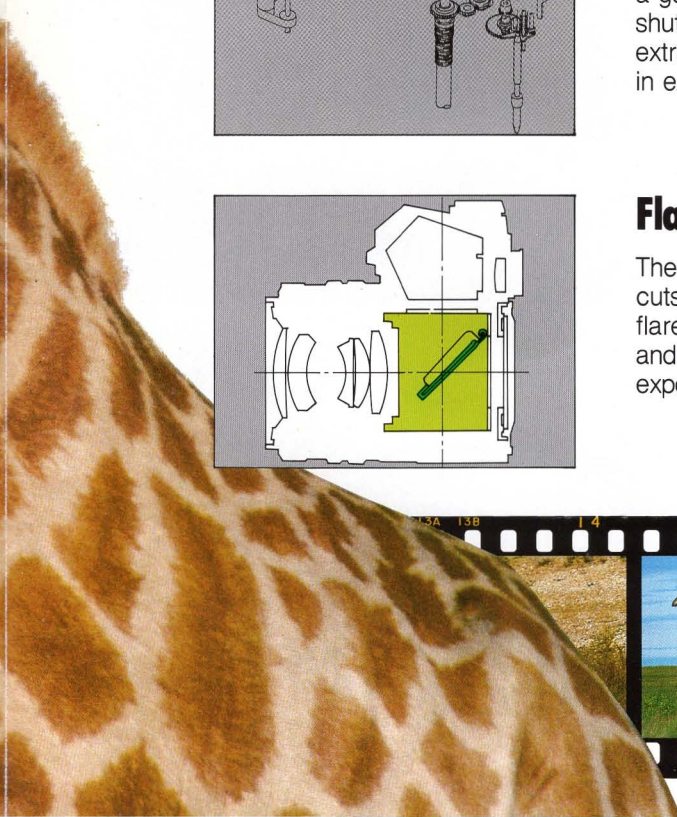 shut
extr
in e
Fla
The
cuts
flare
and
expo
13A 13B 14